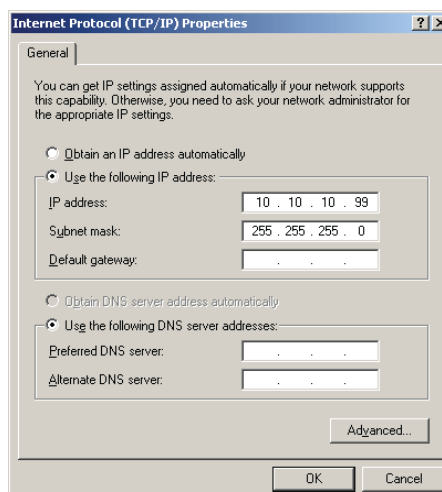 Internet Protocol (TCP/IP) Properties
General
You can get IP settings assigned automatically if your network supports
this capability. Otherwise, you need to ask your network administrator for
the appropriate IP settings.
Obtain an IP address automatically
Use the following IP address:
IP address: 10 . 10 . 10 . 99
Subnet mask: 255 . 255 . 255 . 0
Default gateway: . . .
Obtain DNS server address automatically
Use the following DNS server addresses:
Preferred DNS server: . . .
Alternate DNS server: . . .
Advanced...
OK Cancel